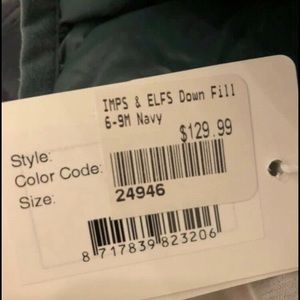 IMPS & ELFS Down Fill
6-9M Navy
$129.99
Style:
Color Code:
Size:
24946
8 717839 823206